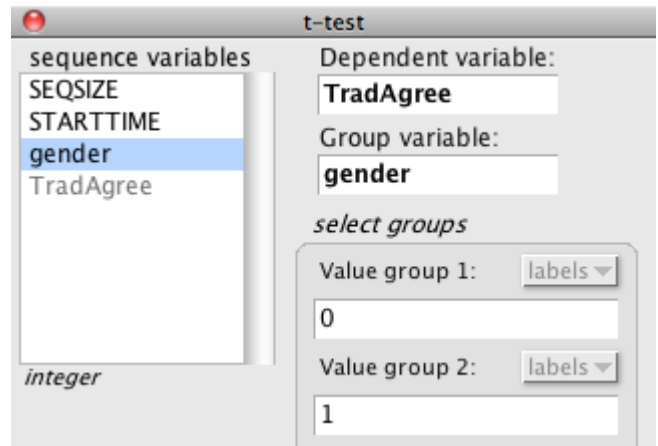 t-test
sequence variables
SEQSIZE
STARTTIME
gender
TradAgree
integer
Dependent variable:
TradAgree
Group variable:
gender
select groups
Value group 1: labels
0
Value group 2: labels
1